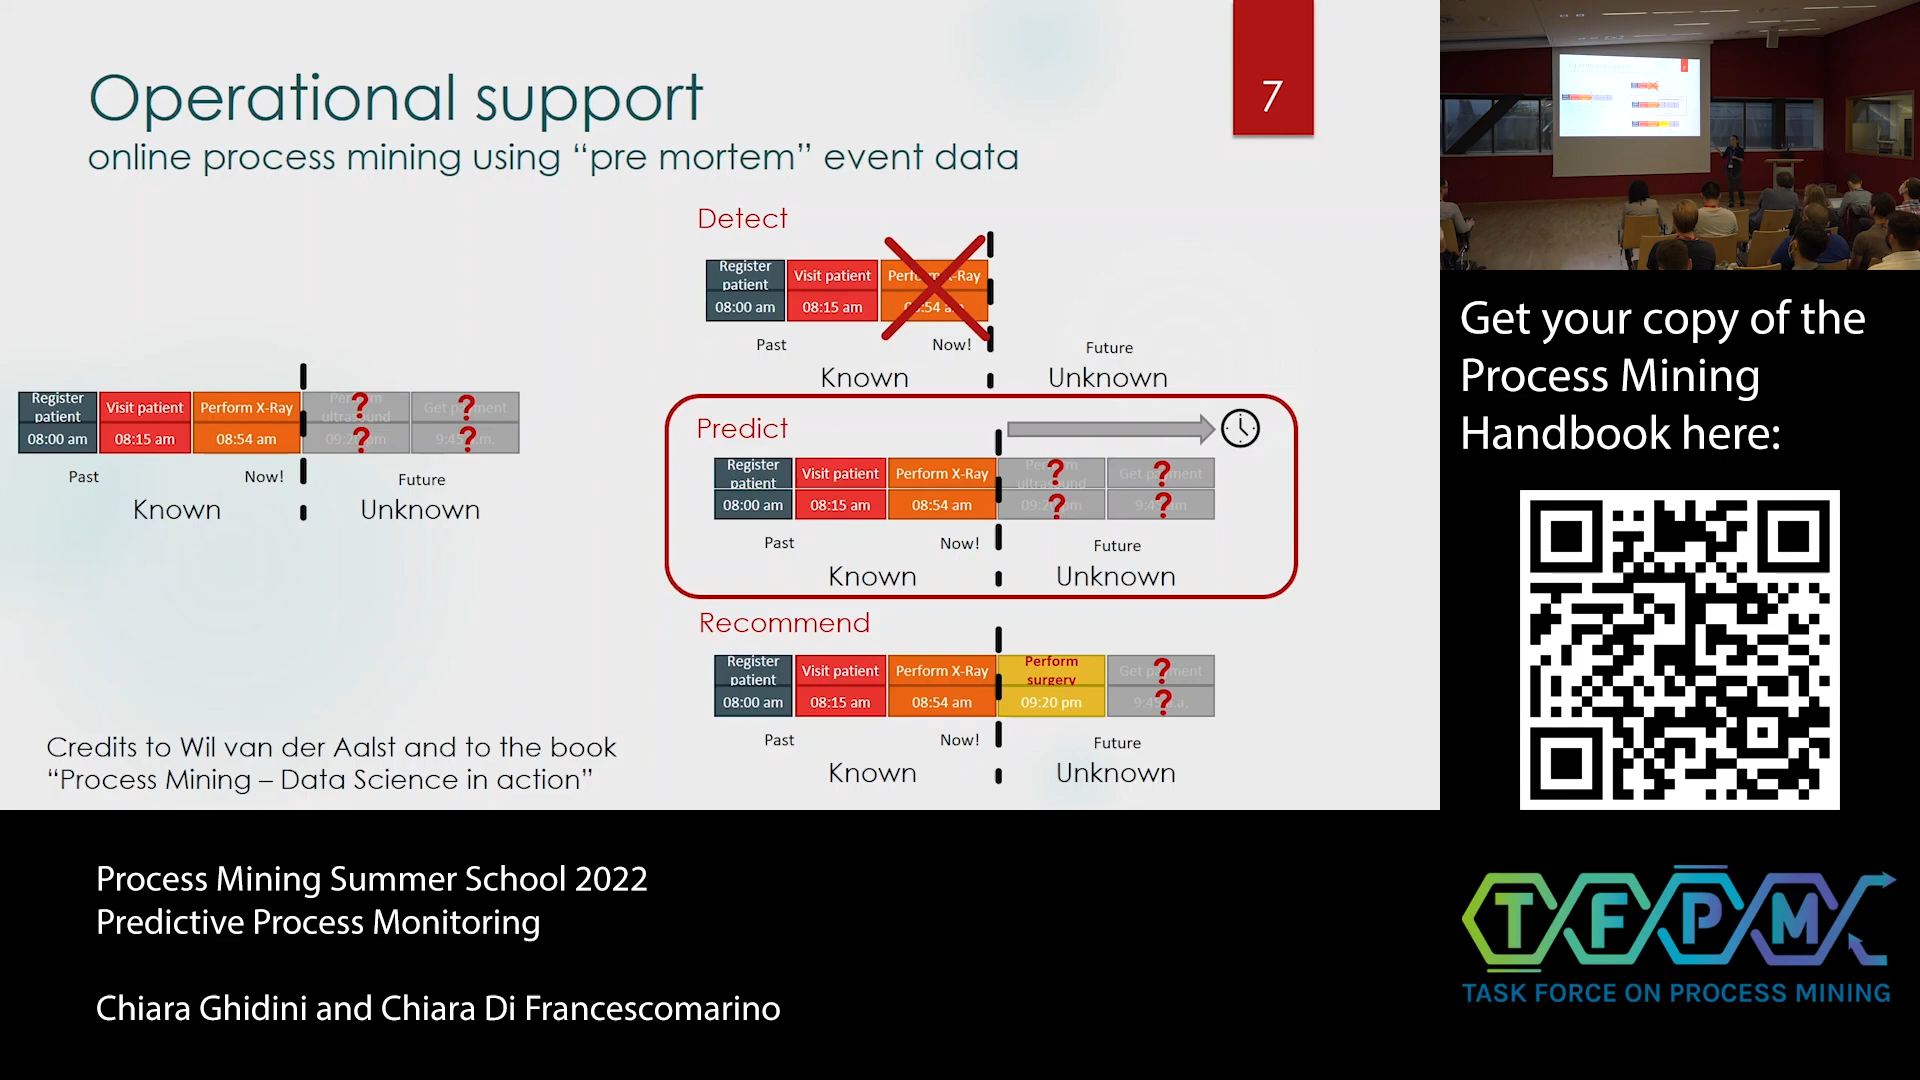 Operational support
online process mining using “pre mortem” event data
7
Register patient
Visit patient
Perform X-Ray
08:00 am
08:15 am
08:54 am
Past
Now!
Future
Known
Unknown
Detect
Register patient
Visit patient
Perform X-Ray
08:00 am
08:15 am
Past
Now!
Future
Known
Unknown
Predict
Register patient
Visit patient
Perform X-Ray
08:00 am
08:15 am
08:54 am
? ?
? ?
Past
Now!
Future
Known
Unknown
Recommend
Register patient
Visit patient
Perform X-Ray
Perform surgery
08:00 am
08:15 am
08:54 am
09:20 pm
?
?
Past
Now!
Future
Known
Unknown
Credits to Wil van der Aalst and to the book
“Process Mining – Data Science in action”
Get your copy of the
Process Mining
Handbook here:
Process Mining Summer School 2022
Predictive Process Monitoring
Chiara Ghidini and Chiara Di Francescomarino
TFPM
TASK FORCE ON PROCESS MINING